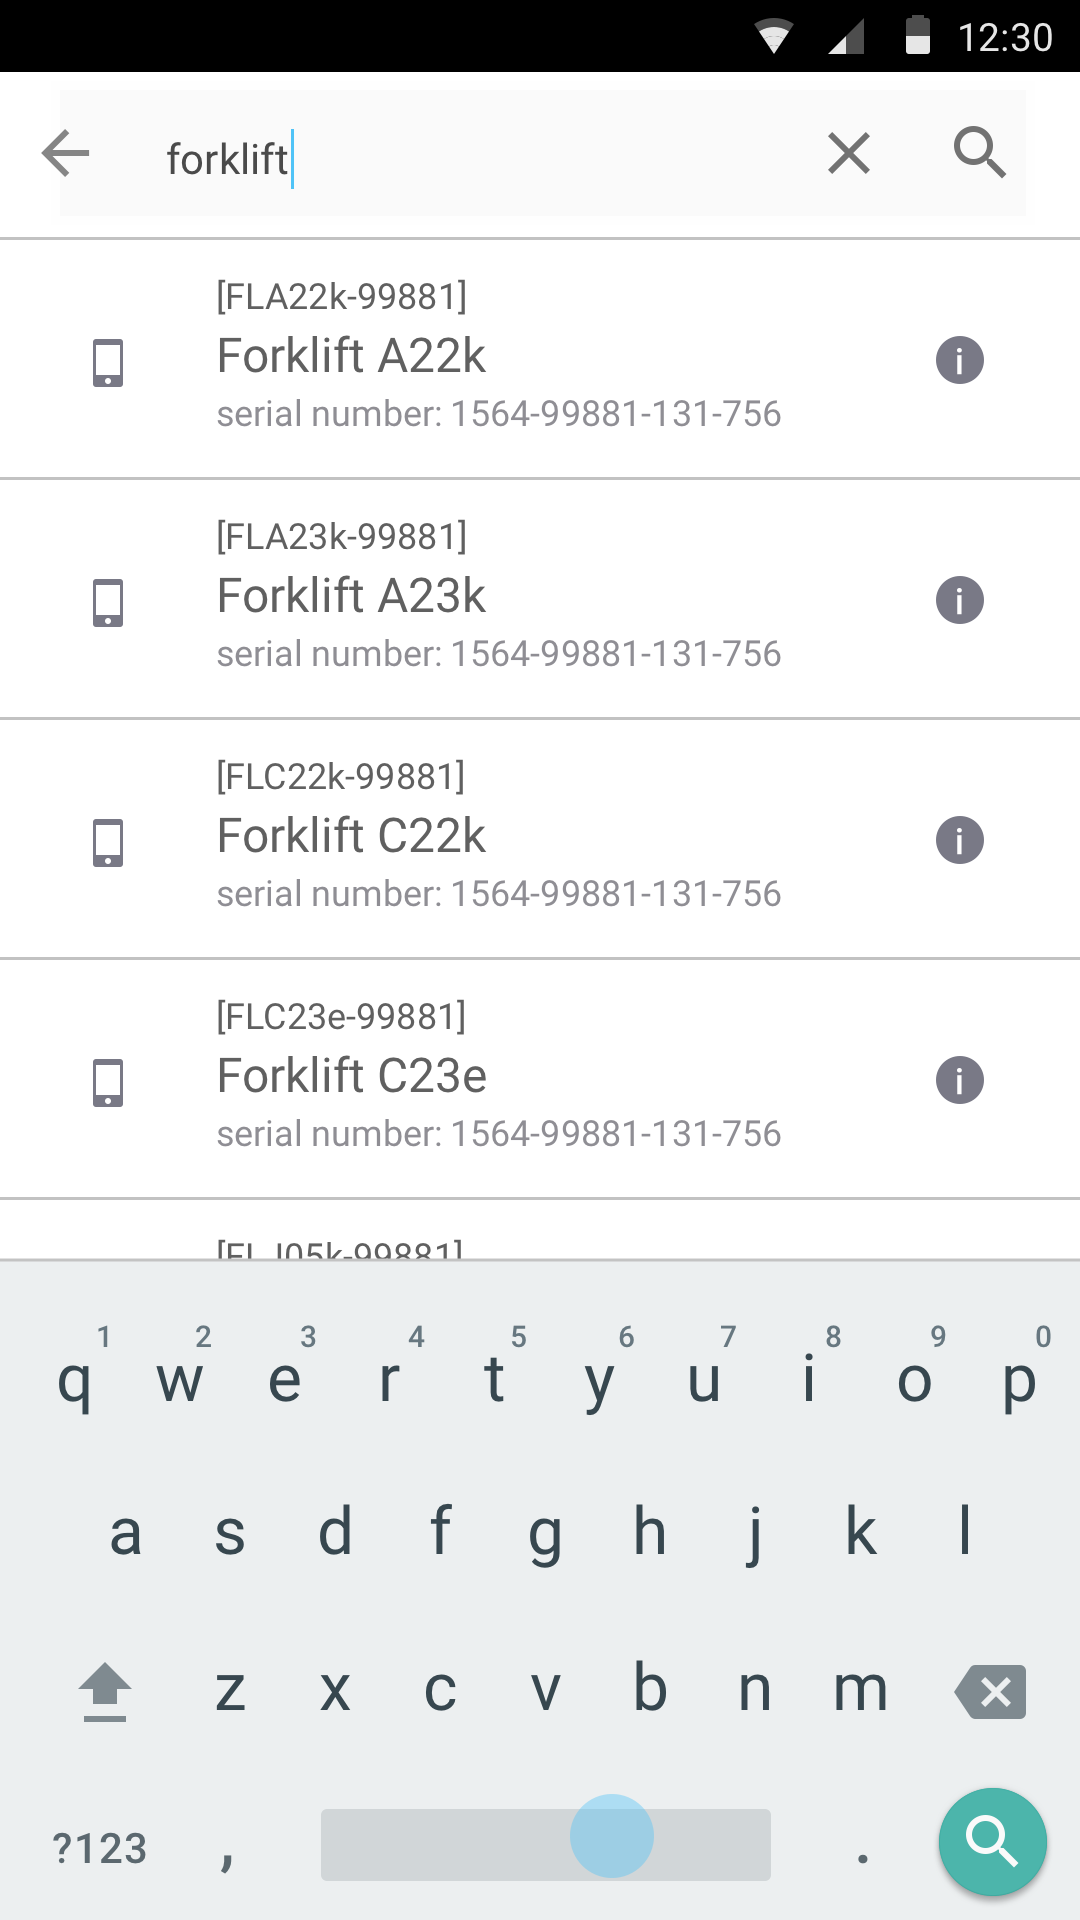 12:30
forklift
[FLA22k-99881]
Forklift A22k
serial number: 1564-99881-131-756
[FLA23k-99881]
Forklift A23k
serial number: 1564-99881-131-756
[FLC22k-99881]
Forklift C22k
serial number: 1564-99881-131-756
[FLC23e-99881]
Forklift C23e
serial number: 1564-99881-131-756
1 2 3 4 5 6 7 8 9 0
q w e r t y u i o p
a s d f g h j k l
z x c v b n m
?123 , .